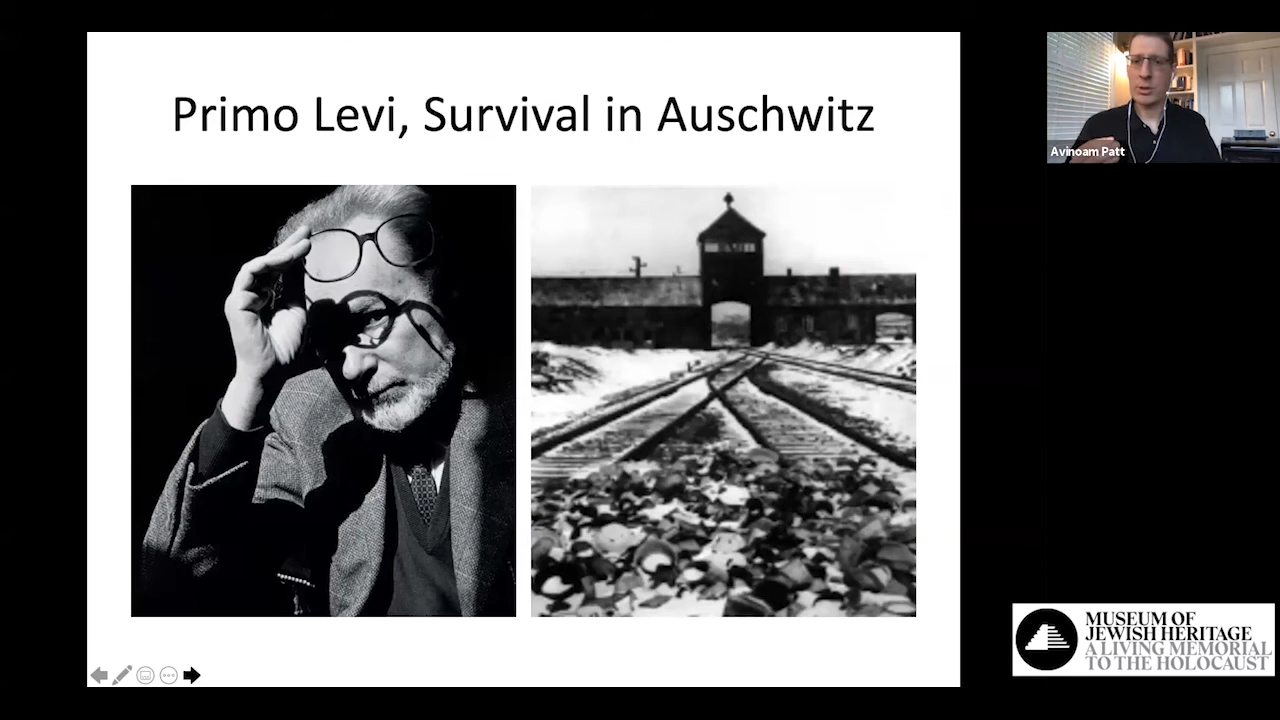 Primo Levi, Survival in Auschwitz
Avinoam Patt
MUSEUM OF
JEWISH HERITAGE
A LIVING MEMORIAL
TO THE HOLOCAUST